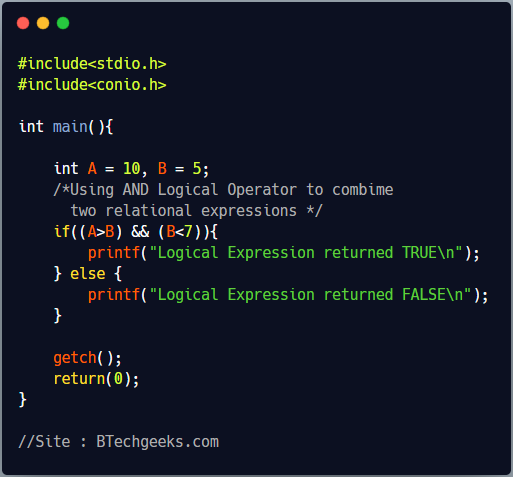 #include<stdio.h>
#include<conio.h>
int main(){
int A = 10, B = 5;
/*Using AND Logical Operator to combime
two relational expressions */
if((A>B) && (B<7)){
printf("Logical Expression returned TRUE\n");
} else {
printf("Logical Expression returned FALSE\n");
}
getch();
return(0);
}
//Site : BTechgeeks.com